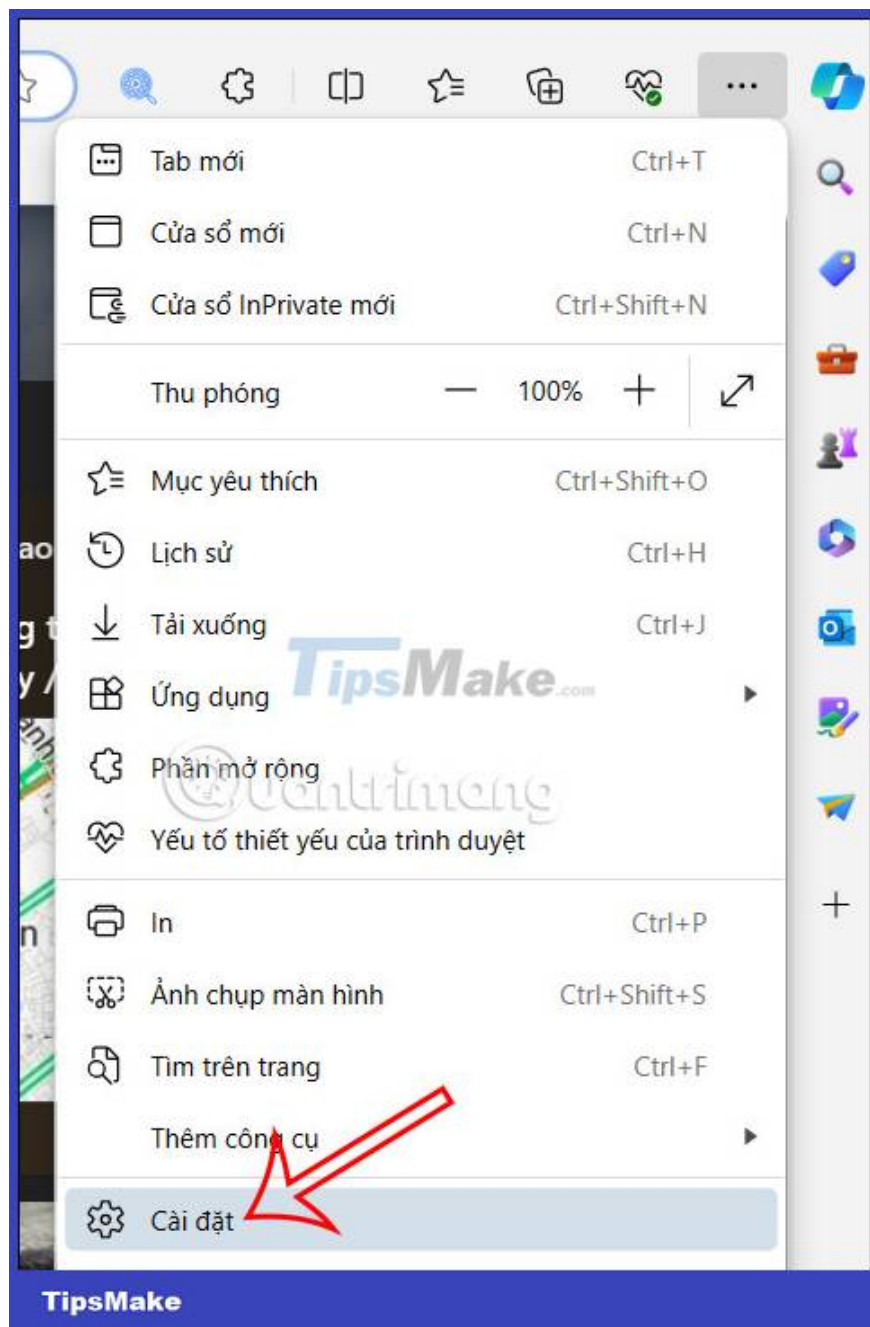 Tab mới Ctrl+T
Cửa sổ mới Ctrl+N
Cửa sổ InPrivate mới Ctrl+Shift+N
Thu phóng — 100% +
Mục yêu thích Ctrl+Shift+O
ao
Lịch sử Ctrl+H
g t
Tải xuống Ctrl+J
y /
TipsMake.com
Ứng dụng
anh
Phần mở rộng
Quantrimang
Yếu tố thiết yếu của trình duyệt
n
In Ctrl+P
Ảnh chụp màn hình Ctrl+Shift+S
Tìm trên trang Ctrl+F
Thêm công cụ
Cài đặt
TipsMake